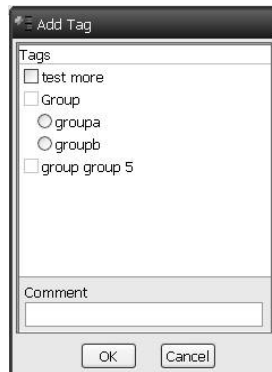 Add Tag
Tags
test more
Group
groupa
groupb
group group 5
Comment
OK Cancel